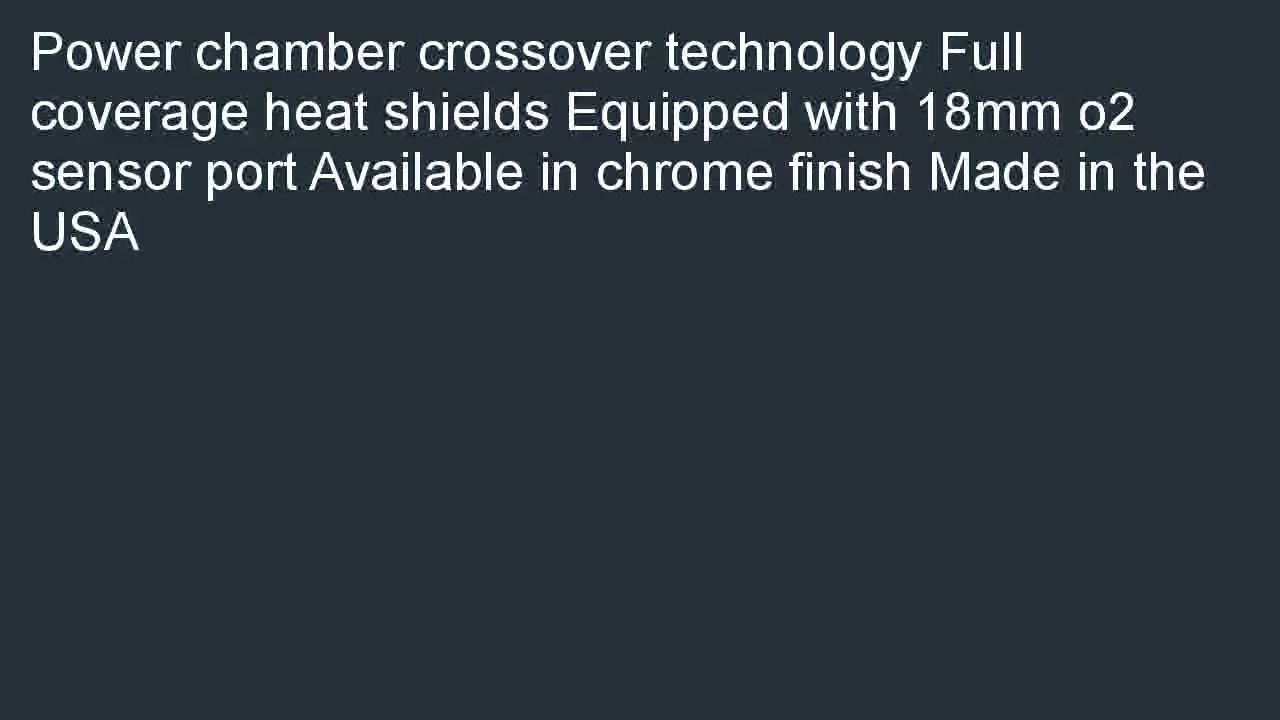 Power chamber crossover technology Full
coverage heat shields Equipped with 18mm o2
sensor port Available in chrome finish Made in the
USA